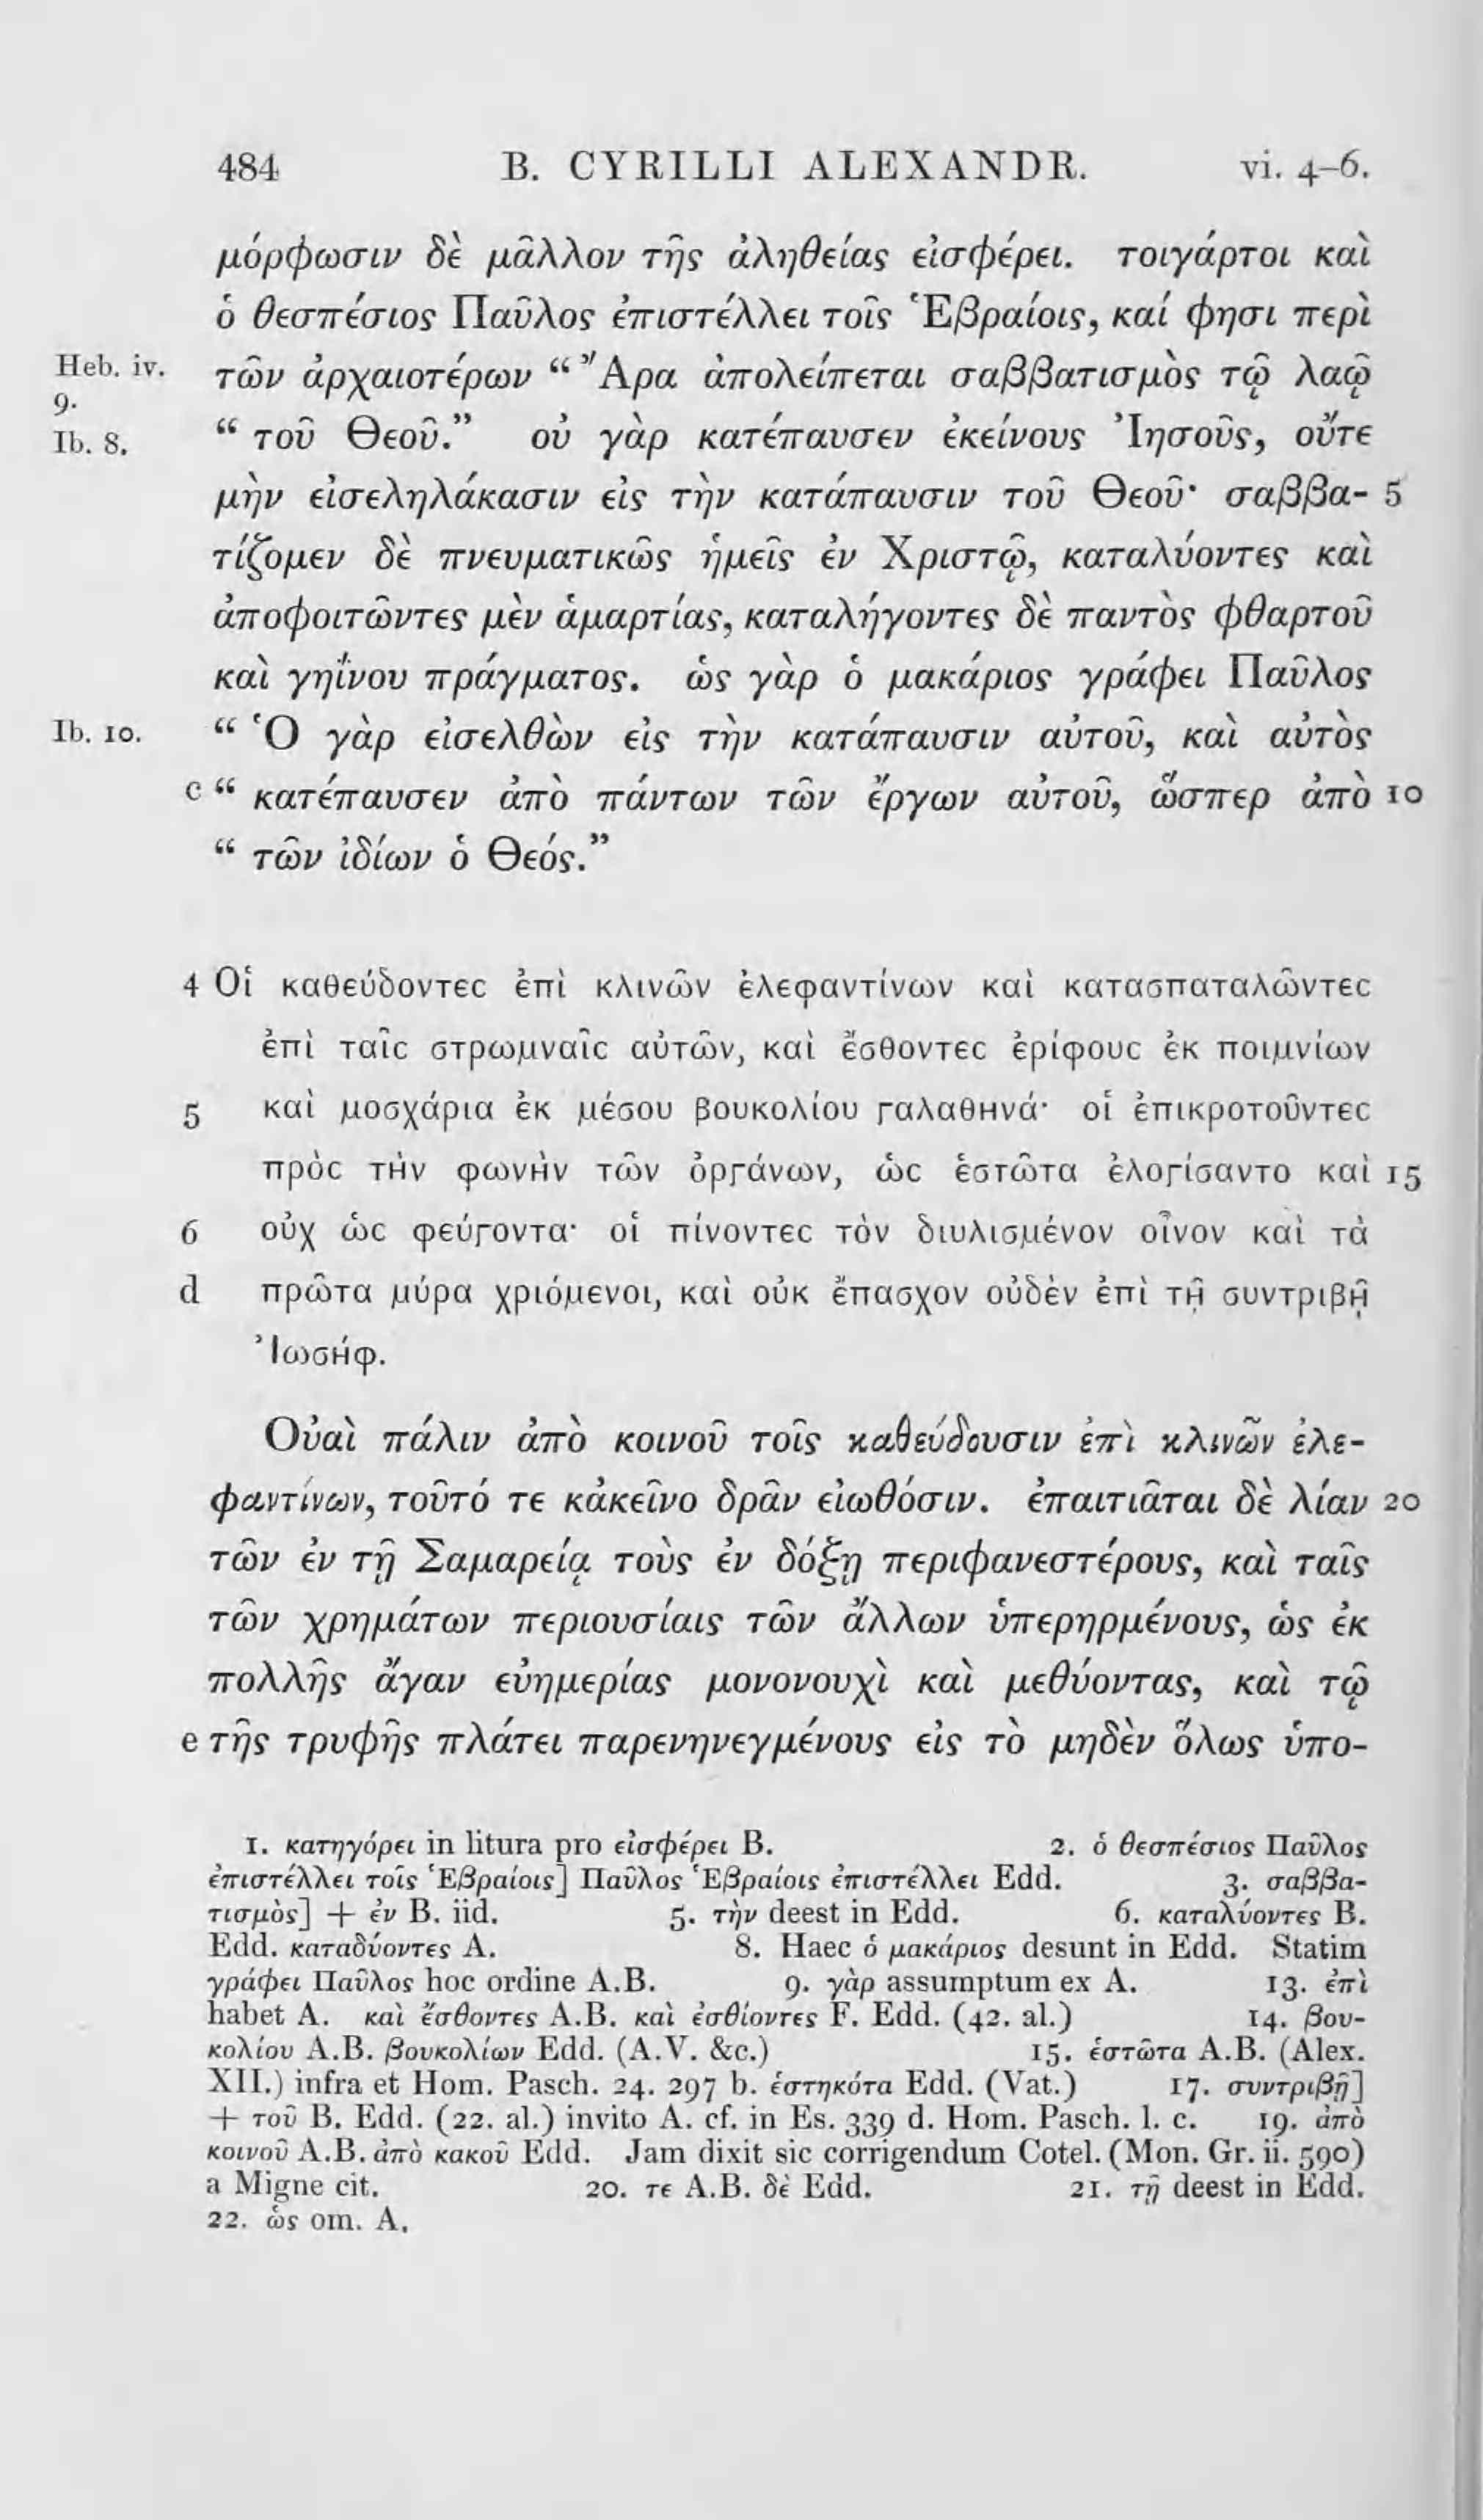 484 B. CYRILLI ALEXANDR. vi. 4–6.
μόρφωσιν δὲ μᾶλλον τῆς ἀληθείας εἰσφέρει. τοιγάρτοι καὶ
ὁ θεσπέσιος Παῦλος ἐπιστέλλει τοῖς Ἑβραίοις, καί φησι περὶ
Heb. iv. 9. τῶν ἀρχαιοτέρων “ Ἄρα ἀπολείπεται σαββατισμὸς τῷ λαῷ
Ib. 8. “ τοῦ Θεοῦ.” οὐ γὰρ κατέπαυσεν ἐκείνους Ἰησοῦς, οὔτε
μὴν εἰσεληλάκασιν εἰς τὴν κατάπαυσιν τοῦ Θεοῦ· σαββα- 5
τίζομεν δὲ πνευματικῶς ἡμεῖς ἐν Χριστῷ, καταλύοντες καὶ
ἀποφοιτῶντες μὲν ἁμαρτίας, καταλήγοντες δὲ παντὸς φθαρτοῦ
καὶ γηΐνου πράγματος. ὡς γὰρ ὁ μακάριος γράφει Παῦλος
Ib. 10. “ Ὁ γὰρ εἰσελθὼν εἰς τὴν κατάπαυσιν αὐτοῦ, καὶ αὐτὸς
c “ κατέπαυσεν ἀπὸ πάντων τῶν ἔργων αὐτοῦ, ὥσπερ ἀπὸ 10
“ τῶν ἰδίων ὁ Θεός.”
4 Οἱ καθεύδοντες ἐπὶ κλινῶν ἐλεφαντίνων καὶ κατασπαταλῶντες
ἐπὶ ταῖς στρωμναῖς αὐτῶν, καὶ ἔσθοντες ἐρίφους ἐκ ποιμνίων
5 καὶ μοσχάρια ἐκ μέσου βουκολίου γαλαθηνά· οἱ ἐπικροτοῦντες
πρὸς τὴν φωνὴν τῶν ὀργάνων, ὡς ἑστῶτα ἐλογίσαντο καὶ 15
6 οὐχ ὡς φεύγοντα· οἱ πίνοντες τὸν διυλισμένον οἶνον καὶ τὰ
d πρῶτα μύρα χριόμενοι, καὶ οὐκ ἔπασχον οὐδὲν ἐπὶ τῇ συντριβῇ
Ἰωσήφ.
Οὐαὶ πάλιν ἀπὸ κοινοῦ τοῖς καθεύδουσιν ἐπὶ κλινῶν ἐλε-
φαντίνων, τοῦτό τε κἀκεῖνο δρᾶν εἰωθόσιν. ἐπαιτιᾶται δὲ λίαν 20
τῶν ἐν τῇ Σαμαρείᾳ τοὺς ἐν δόξῃ περιφανεστέρους, καὶ ταῖς
τῶν χρημάτων περιουσίαις τῶν ἄλλων ὑπερηρμένους, ὡς ἐκ
πολλῆς ἄγαν εὐημερίας μονονουχὶ καὶ μεθύοντας, καὶ τῷ
e τῆς τρυφῆς πλάτει παρενηνεγμένους εἰς τὸ μηδὲν ὅλως ὑπο-
1. κατηγόρει in litura pro εἰσφέρει B. 2. ὁ θεσπέσιος Παῦλος
ἐπιστέλλει τοῖς Ἑβραίοις] Παῦλος Ἑβραίοις ἐπιστέλλει Edd. 3. σαββα-
τισμὸς] + ἐν B. iid. 5. τὴν deest in Edd. 6. καταλύοντες B.
Edd. καταδύοντες A. 8. Haec ὁ μακάριος desunt in Edd. Statim
γράφει Παῦλος hoc ordine A.B. 9. γὰρ assumptum ex A. 13. ἐπὶ
habet A. καὶ ἔσθοντες A.B. καὶ ἐσθίοντες F. Edd. (42. al.) 14. βου-
κολίου A.B. βουκολίων Edd. (A.V. &c.) 15. ἑστῶτα A.B. (Alex.
XII.) infra et Hom. Pasch. 24. 297 b. ἑστηκότα Edd. (Vat.) 17. συντριβῇ]
+ τοῦ B. Edd. (22. al.) invito A. cf. in Es. 339 d. Hom. Pasch. l. c. 19. ἀπὸ
κοινοῦ A.B. ἀπὸ κακοῦ Edd. Jam dixit sic corrigendum Cotel. (Mon. Gr. ii. 590)
a Migne cit. 20. τε A.B. δὲ Edd. 21. τῇ deest in Edd.
22. ὡς om. A.